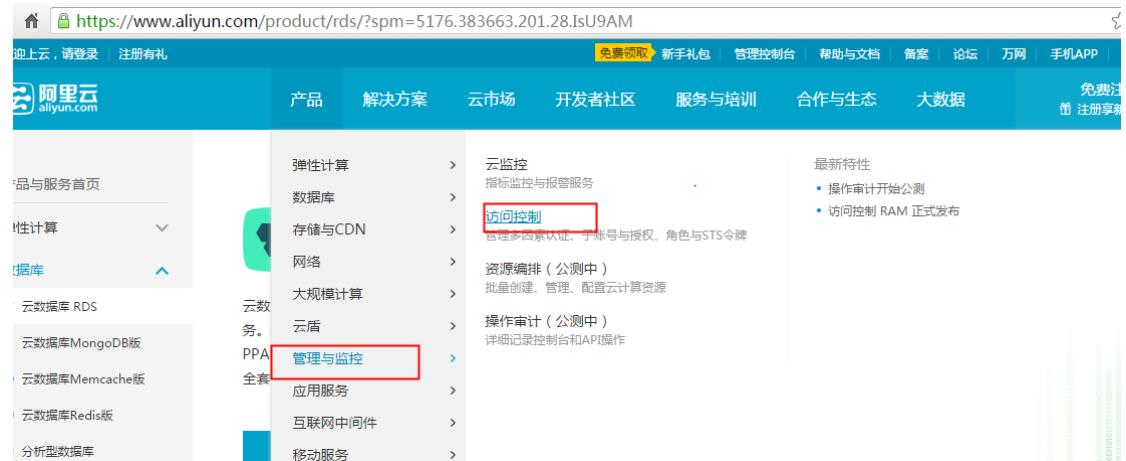 https://www.aliyun.com/product/rds/?spm=5176.383663.201.28.IsU9AM
迎上云，请登录 注册有礼 免费领取 新手礼包 管理控制台 帮助与文档 备案 论坛 万网 手机APP
阿里云
aliyun.com
产品 解决方案 云市场 开发者社区 服务与培训 合作与生态 大数据
免费注
注册享新
品与服务首页
性计算
据库
云数据库 RDS
云数据库MongoDB版
云数据库Memcache版
云数据库Redis版
分析型数据库
云数
务。
PPA
全套
弹性计算
数据库
存储与CDN
网络
大规模计算
云盾
管理与监控
应用服务
互联网中间件
移动服务
云监控
指标监控与报警服务
访问控制
管理多因素认证、子账号与授权、角色与STS令牌
资源编排（公测中）
批量创建、管理、配置云计算资源
操作审计（公测中）
详细记录控制台和API操作
最新特性
• 操作审计开始公测
• 访问控制 RAM 正式发布